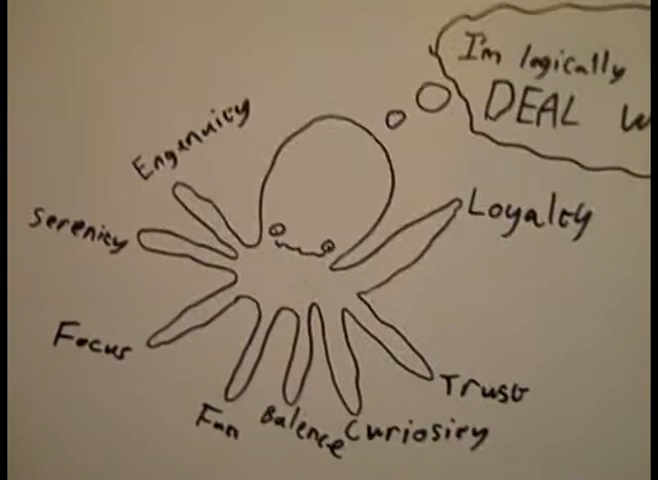 I'm logically
DEAL w
Engenuity
Serenity
Loyalty
Focus
Trust
Fun
Balence
Curiosity